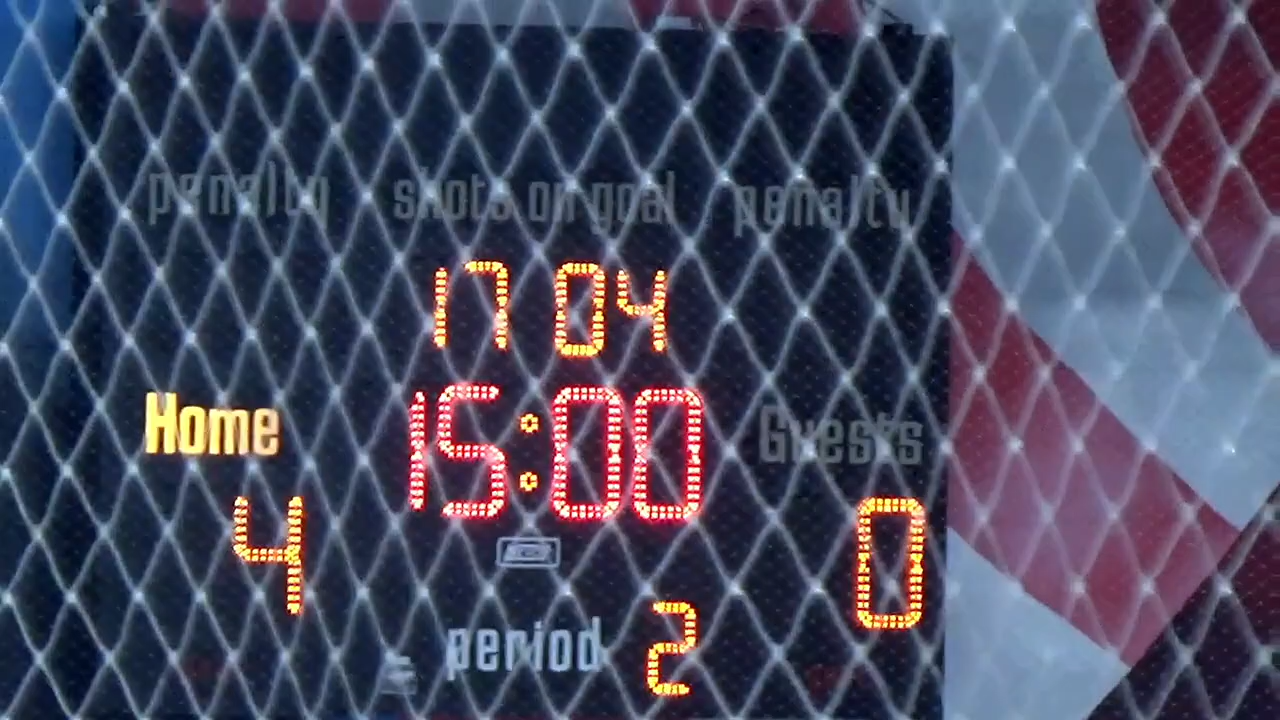 penalty shots on goal penalty
17 04
Home 15:00 Guests
4 0
period 2